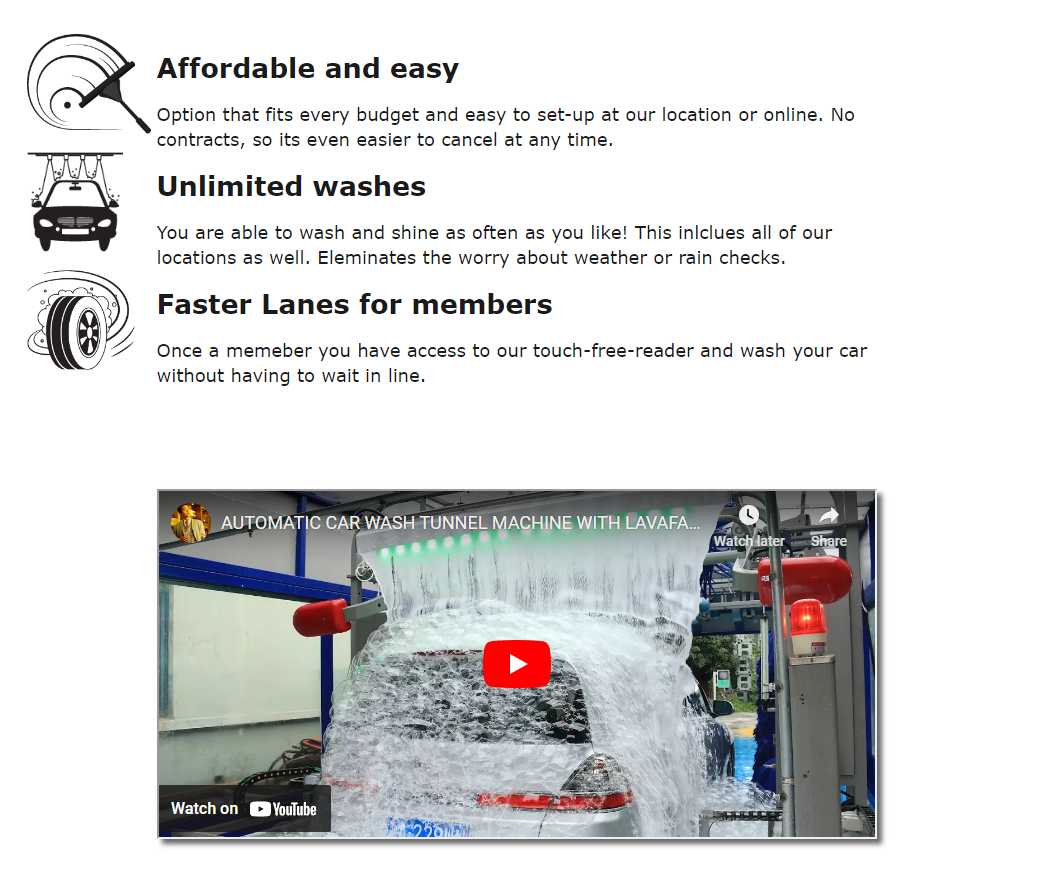 Affordable and easy
Option that fits every budget and easy to set-up at our location or online. No
contracts, so its even easier to cancel at any time.
Unlimited washes
You are able to wash and shine as often as you like! This inlclues all of our
locations as well. Eleminates the worry about weather or rain checks.
Faster Lanes for members
Once a memeber you have access to our touch-free-reader and wash your car
without having to wait in line.
AUTOMATIC CAR WASH TUNNEL MACHINE WITH LAVAFA...
Watch later
Share
Watch on YouTube